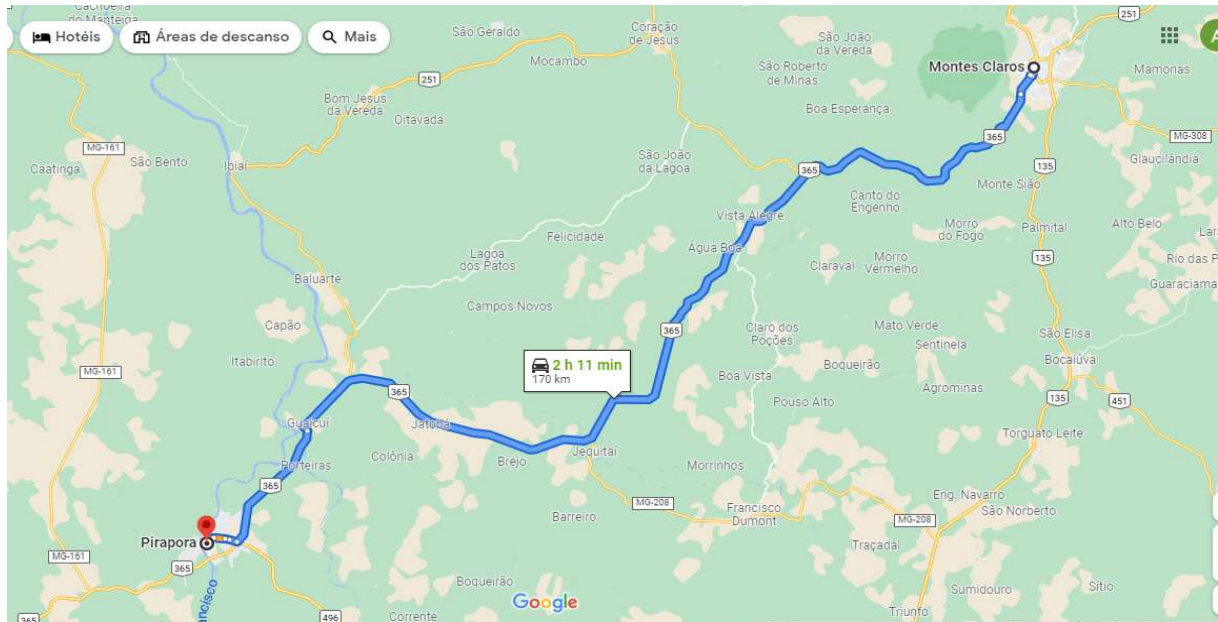 Cachoeira
do Manteiga
Hotéis
Áreas de descanso
Mais
São Geraldo
Coração
de Jesus
São João
da Vereda
251
Mocambo
São Roberto
de Minas
Montes Claros
Mamonas
251
Bom Jesus
da Vereda
Oitavada
Boa Esperança
MG-161
São Bento
Caatinga
Ibiaí
São João
da Lagoa
365
365
MG-308
135
Glaucilândia
Canto do
Engenho
Monte Sião
Vista Alegre
Morro
do Fogo
Palmital
Alto Belo
Felicidade
Agua Boa
Lagoa
dos Patos
Claraval
Morro
Vermelho
135
Rio das P
Baluarte
Guaraciama
Campos Novos
Capão
365
Claro dos
Poções
Mato Verde
São Elisa
Sentinela
Itabirito
2 h 11 min
170 km
Boa Vista
Boqueirão
Bocaiúva
MG-161
365
Agrominas
Pouso Alto
135
451
Guaicuí
Jatobá
Torguato Leite
Colônia
Brejo
Jequitaí
Porteiras
Morrinhos
365
MG-208
Eng. Navarro
São Norberto
Francisco
Dumont
Barreiro
MG-208
Pirapora
Traçadal
MG-161
365
Boqueirão
Sumidouro
Sitio
Google
ancisco
365
496
Corrente
Triunfo